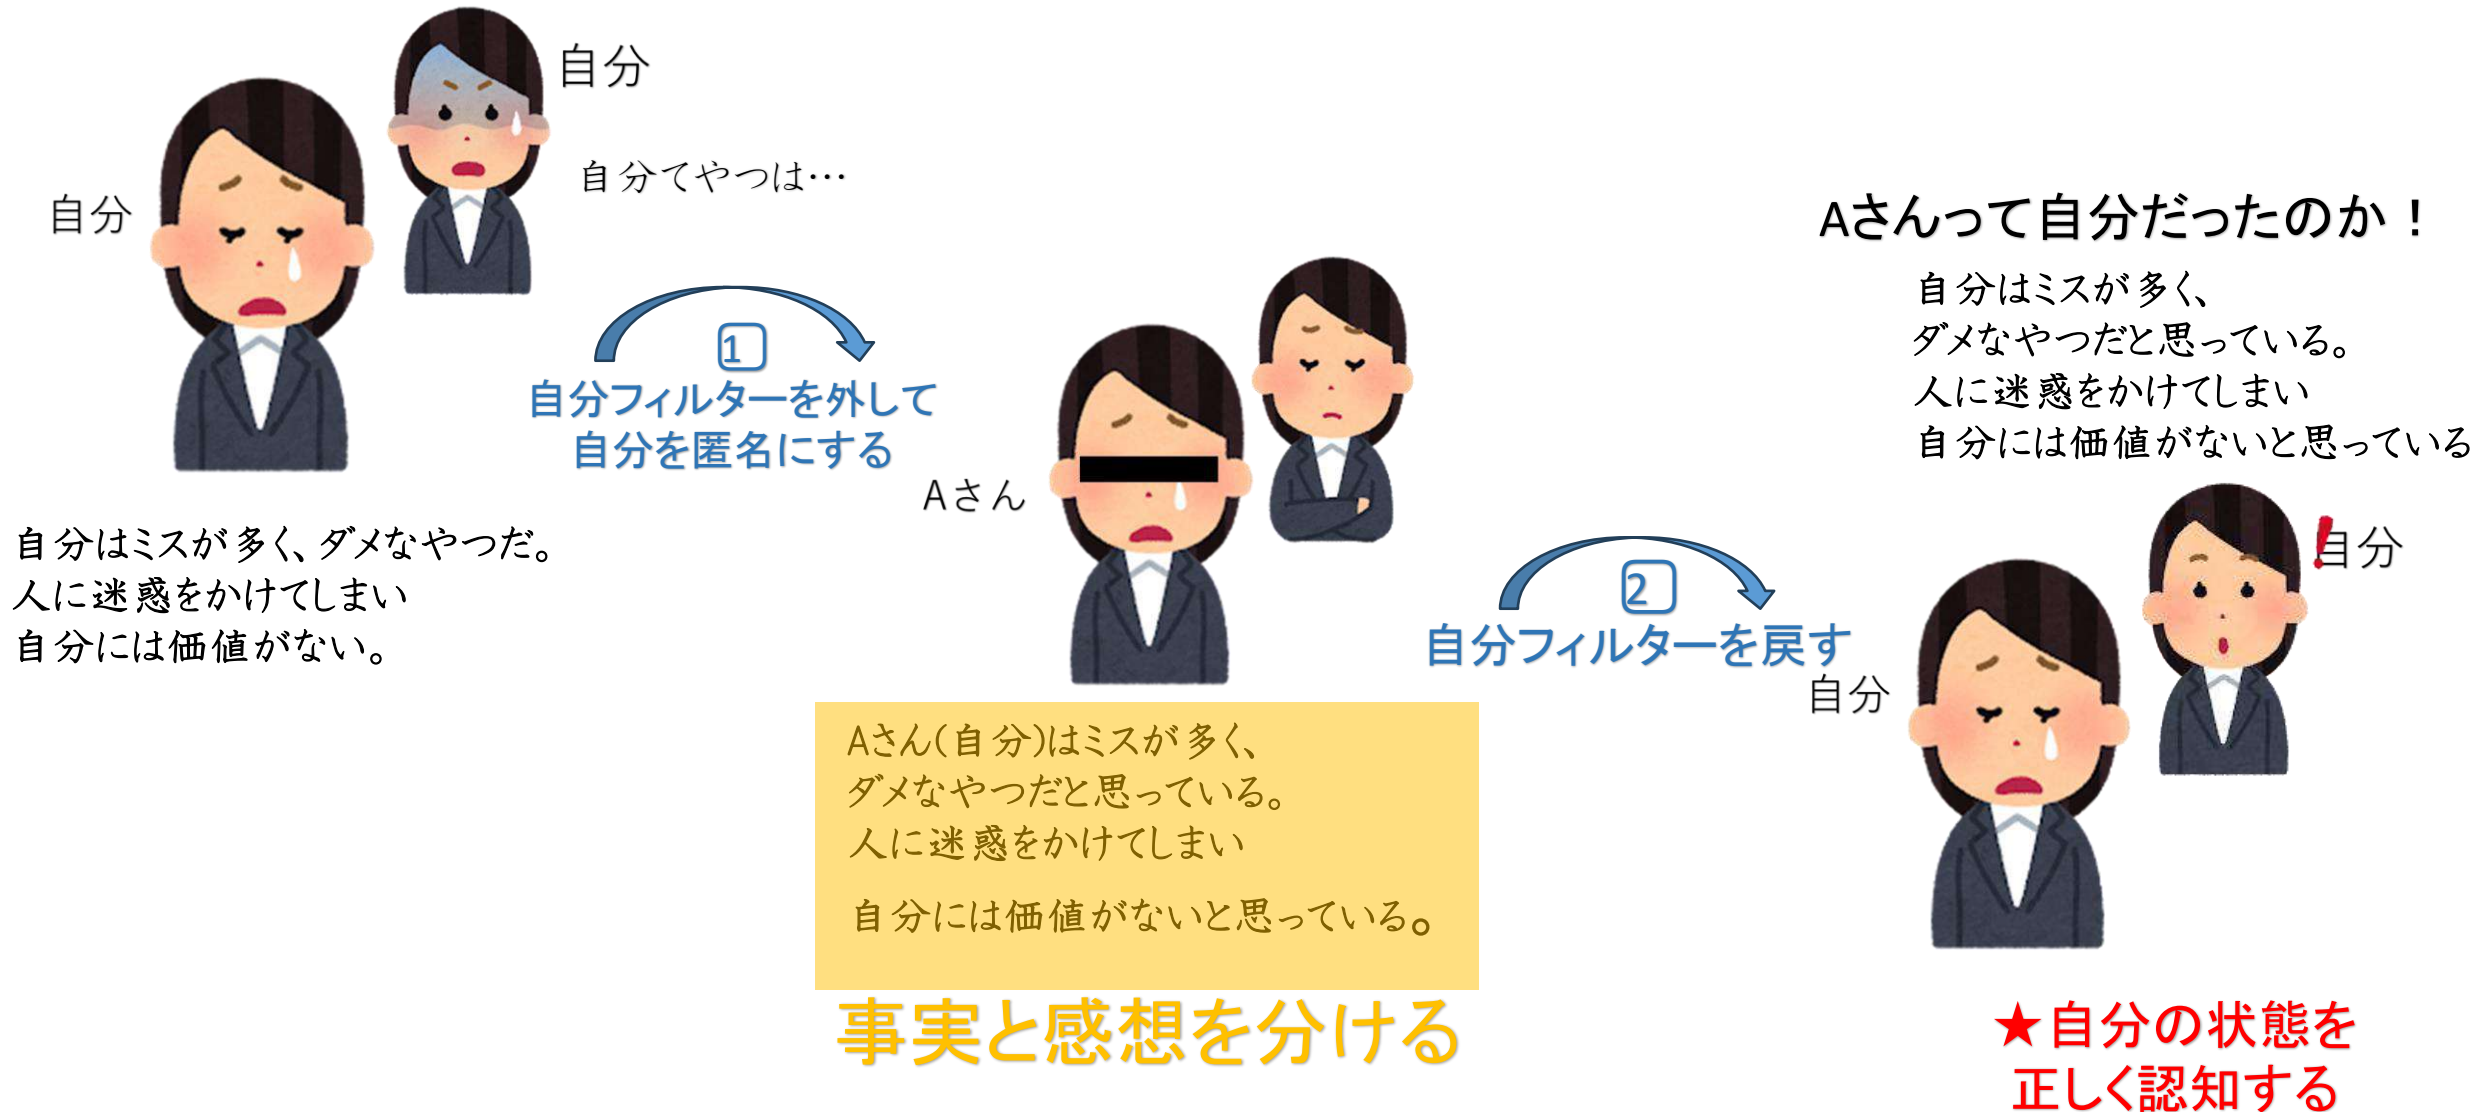 自分
自分
自分てやつは…
自分はミスが多く、ダメなやつだ。
人に迷惑をかけてしまい
自分には価値がない。
1
自分フィルターを外して
自分を匿名にする
Aさん
Aさん(自分)はミスが多く、
ダメなやつだと思っている。
人に迷惑をかけてしまい
自分には価値がないと思っている。
事実と感想を分ける
2
自分フィルターを戻す
Aさんって自分だったのか！
自分はミスが多く、
ダメなやつだと思っている。
人に迷惑をかけてしまい
自分には価値がないと思っている
自分
自分
★自分の状態を
正しく認知する